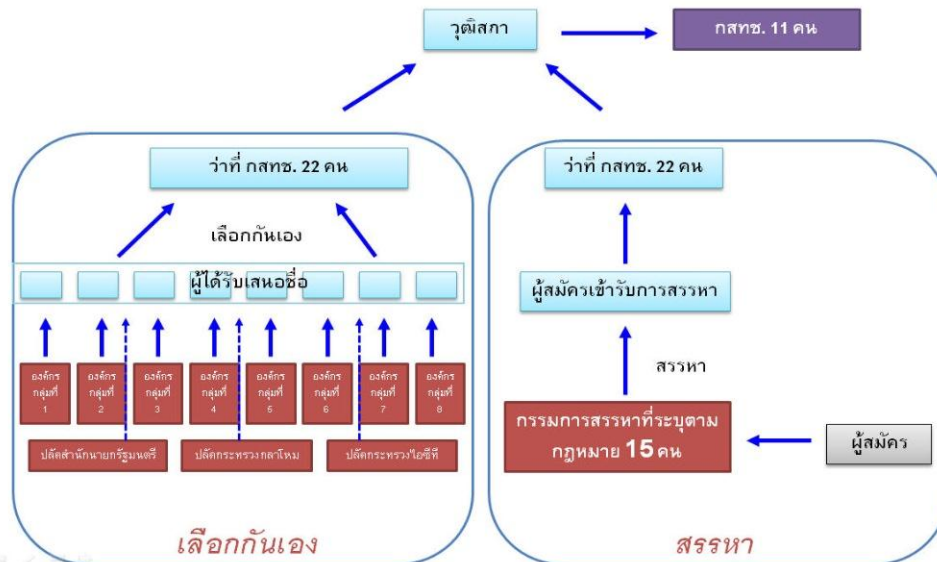 วุฒิสภา
กสทช. 11 คน
ว่าที่ กสทช. 22 คน
เลือกกันเอง
ผู้ได้รับเสนอชื่อ
องค์กร
กลุ่มที่
1
องค์กร
กลุ่มที่
2
องค์กร
กลุ่มที่
3
องค์กร
กลุ่มที่
4
องค์กร
กลุ่มที่
5
องค์กร
กลุ่มที่
6
องค์กร
กลุ่มที่
7
องค์กร
กลุ่มที่
8
ปลัดสำนักนายกรัฐมนตรี
ปลัดกระทรวงกลาโหม
ปลัดกระทรวงไอซีที
เลือกกันเอง
ว่าที่ กสทช. 22 คน
ผู้สมัครเข้ารับการสรรหา
สรรหา
กรรมการสรรหาที่ระบุตาม
กฎหมาย 15 คน
ผู้สมัคร
สรรหา